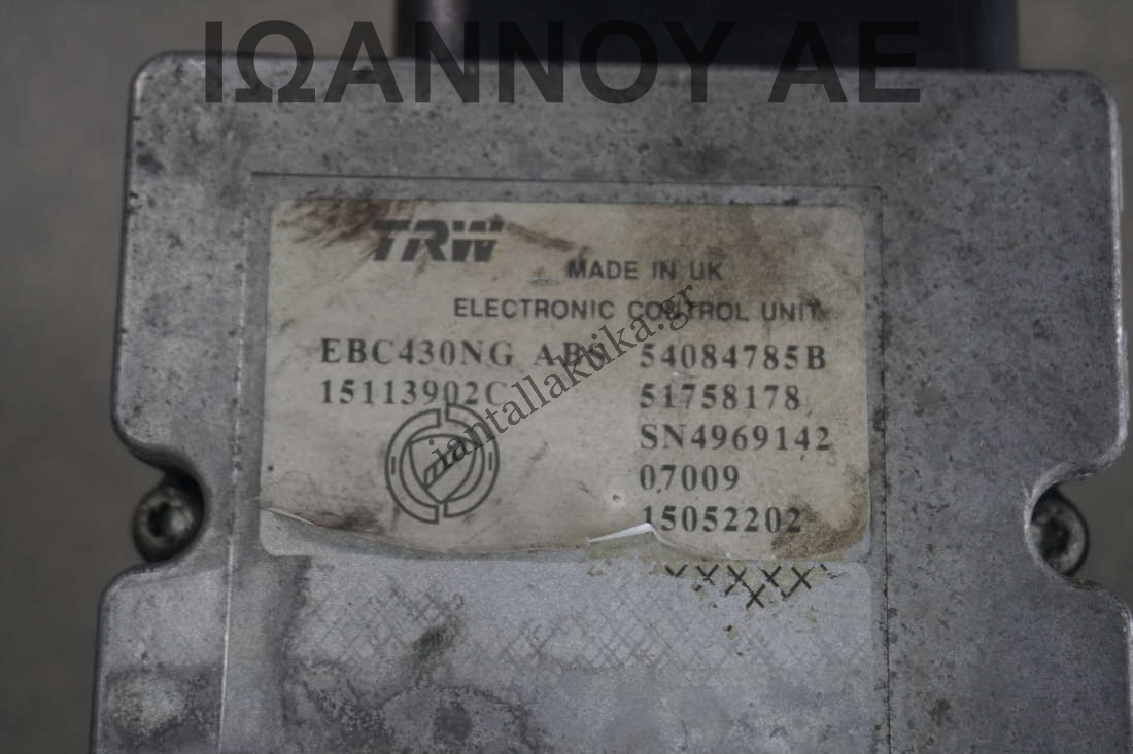 ΙΩΑΝΝΟΥ ΑΕ
TRW
MADE IN UK
ELECTRONIC CONTROL UNIT
EBC430NG ABS 54084785B
15113902C 51758178
SN4969142
07009
15052202
iantallaktika.gr